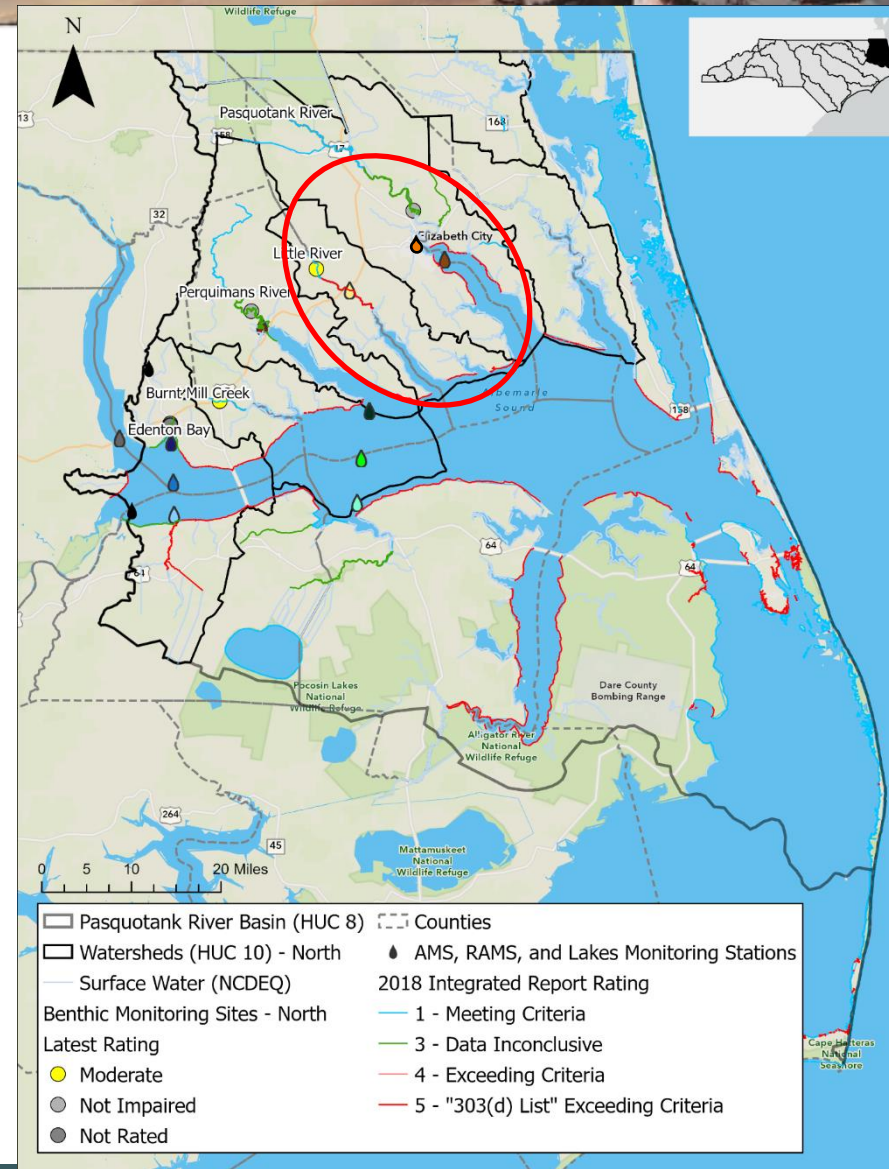 N
Wildlife Refuge
Pasquotank River
13
158
17
168
32
Elizabeth City
Little River
Perquimans River
Burnt Mill Creek
Edenton Bay
Albemarle
Sound
158
64
64
64
Pocosin Lakes
National
Wildlife Refuge
Dare County
Bombing Range
Alligator River
National
Wildlife Refuge
264
45
Mattamuskeet
National
Wildlife Refuge
0 5 10 20 Miles
Cape Hatteras
National
Seashore
Pasquotank River Basin (HUC 8)
Watersheds (HUC 10) - North
Surface Water (NCDEQ)
Benthic Monitoring Sites - North
Latest Rating
Moderate
Not Impaired
Not Rated
Counties
AMS, RAMS, and Lakes Monitoring Stations
2018 Integrated Report Rating
1 - Meeting Criteria
3 - Data Inconclusive
4 - Exceeding Criteria
5 - "303(d) List" Exceeding Criteria